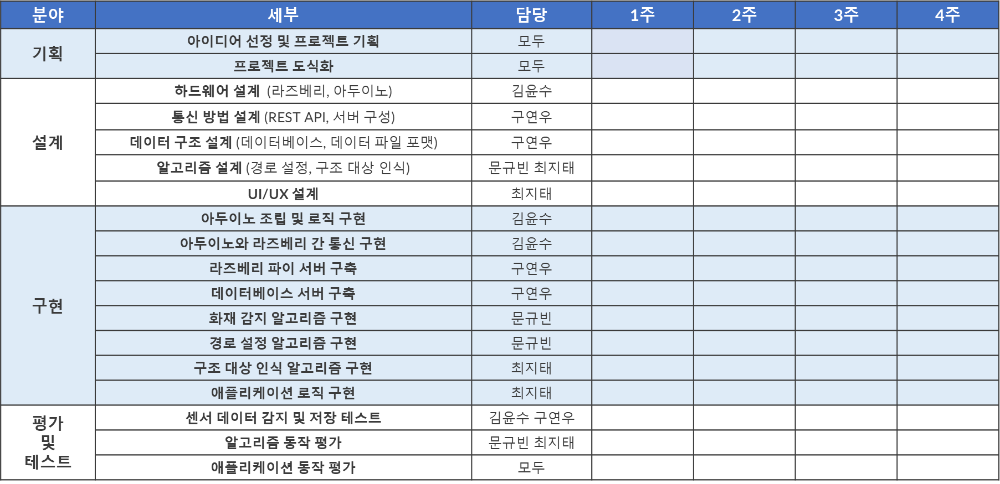 분야 세부 담당 1주 2주 3주 4주
기획
아이디어 선정 및 프로젝트 기획 모두
프로젝트 도식화 모두
설계
하드웨어 설계 (라즈베리, 아두이노) 김윤수
통신 방법 설계 (REST API, 서버 구성) 구연우
데이터 구조 설계 (데이터베이스, 데이터 파일 포맷) 구연우
알고리즘 설계 (경로 설정, 구조 대상 인식) 문규빈 최지태
UI/UX 설계 최지태
구현
아두이노 조립 및 로직 구현 김윤수
아두이노와 라즈베리 간 통신 구현 김윤수
라즈베리 파이 서버 구축 구연우
데이터베이스 서버 구축 구연우
화재 감지 알고리즘 구현 문규빈
경로 설정 알고리즘 구현 문규빈
구조 대상 인식 알고리즘 구현 최지태
애플리케이션 로직 구현 최지태
평가
및
테스트
센서 데이터 감지 및 저장 테스트 김윤수 구연우
알고리즘 동작 평가 문규빈 최지태
애플리케이션 동작 평가 모두